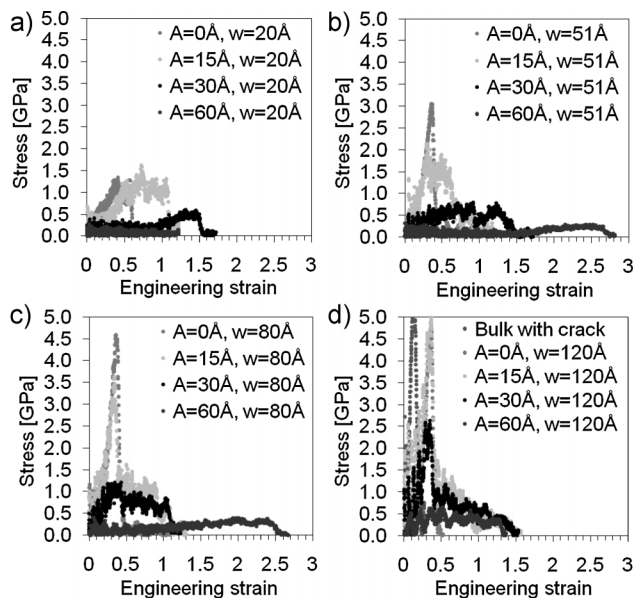 a)
Stress [GPa]
5.0
4.5
4.0
3.5
3.0
2.5
2.0
1.5
1.0
0.5
0.0
A=0Å, w=20Å
A=15Å, w=20Å
A=30Å, w=20Å
A=60Å, w=20Å
0 0.5 1 1.5 2 2.5 3
Engineering strain
b)
Stress [GPa]
5.0
4.5
4.0
3.5
3.0
2.5
2.0
1.5
1.0
0.5
0.0
A=0Å, w=51Å
A=15Å, w=51Å
A=30Å, w=51Å
A=60Å, w=51Å
0 0.5 1 1.5 2 2.5 3
Engineering strain
c)
Stress [GPa]
5.0
4.5
4.0
3.5
3.0
2.5
2.0
1.5
1.0
0.5
0.0
A=0Å, w=80Å
A=15Å, w=80Å
A=30Å, w=80Å
A=60Å, w=80Å
0 0.5 1 1.5 2 2.5 3
Engineering strain
d)
Stress [GPa]
5.0
4.5
4.0
3.5
3.0
2.5
2.0
1.5
1.0
0.5
0.0
Bulk with crack
A=0Å, w=120Å
A=15Å, w=120Å
A=30Å, w=120Å
A=60Å, w=120Å
0 0.5 1 1.5 2 2.5 3
Engineering strain